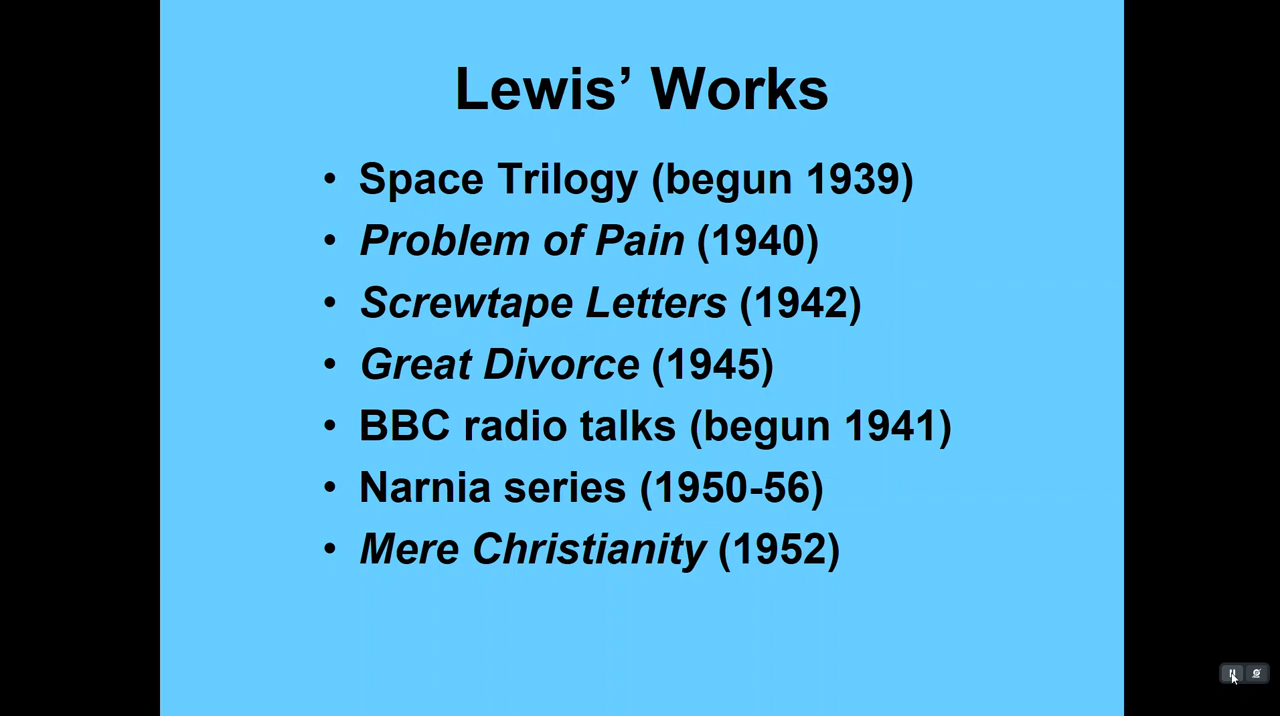 Lewis’ Works
• Space Trilogy (begun 1939)
• Problem of Pain (1940)
• Screwtape Letters (1942)
• Great Divorce (1945)
• BBC radio talks (begun 1941)
• Narnia series (1950-56)
• Mere Christianity (1952)